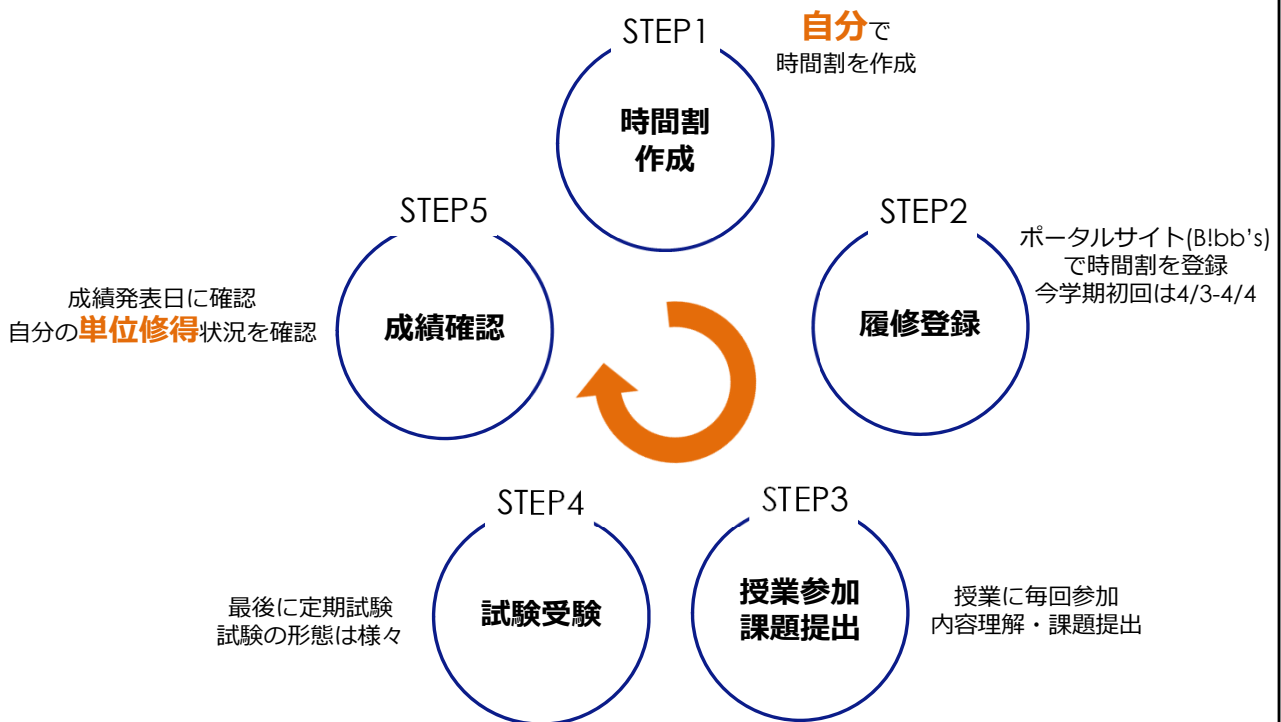 STEP1
時間割
作成
自分で
時間割を作成
STEP2
履修登録
ポータルサイト(B!bb's)
で時間割を登録
今学期初回は4/3-4/4
STEP3
授業参加
課題提出
授業に毎回参加
内容理解・課題提出
STEP4
試験受験
最後に定期試験
試験の形態は様々
STEP5
成績確認
成績発表日に確認
自分の単位修得状況を確認